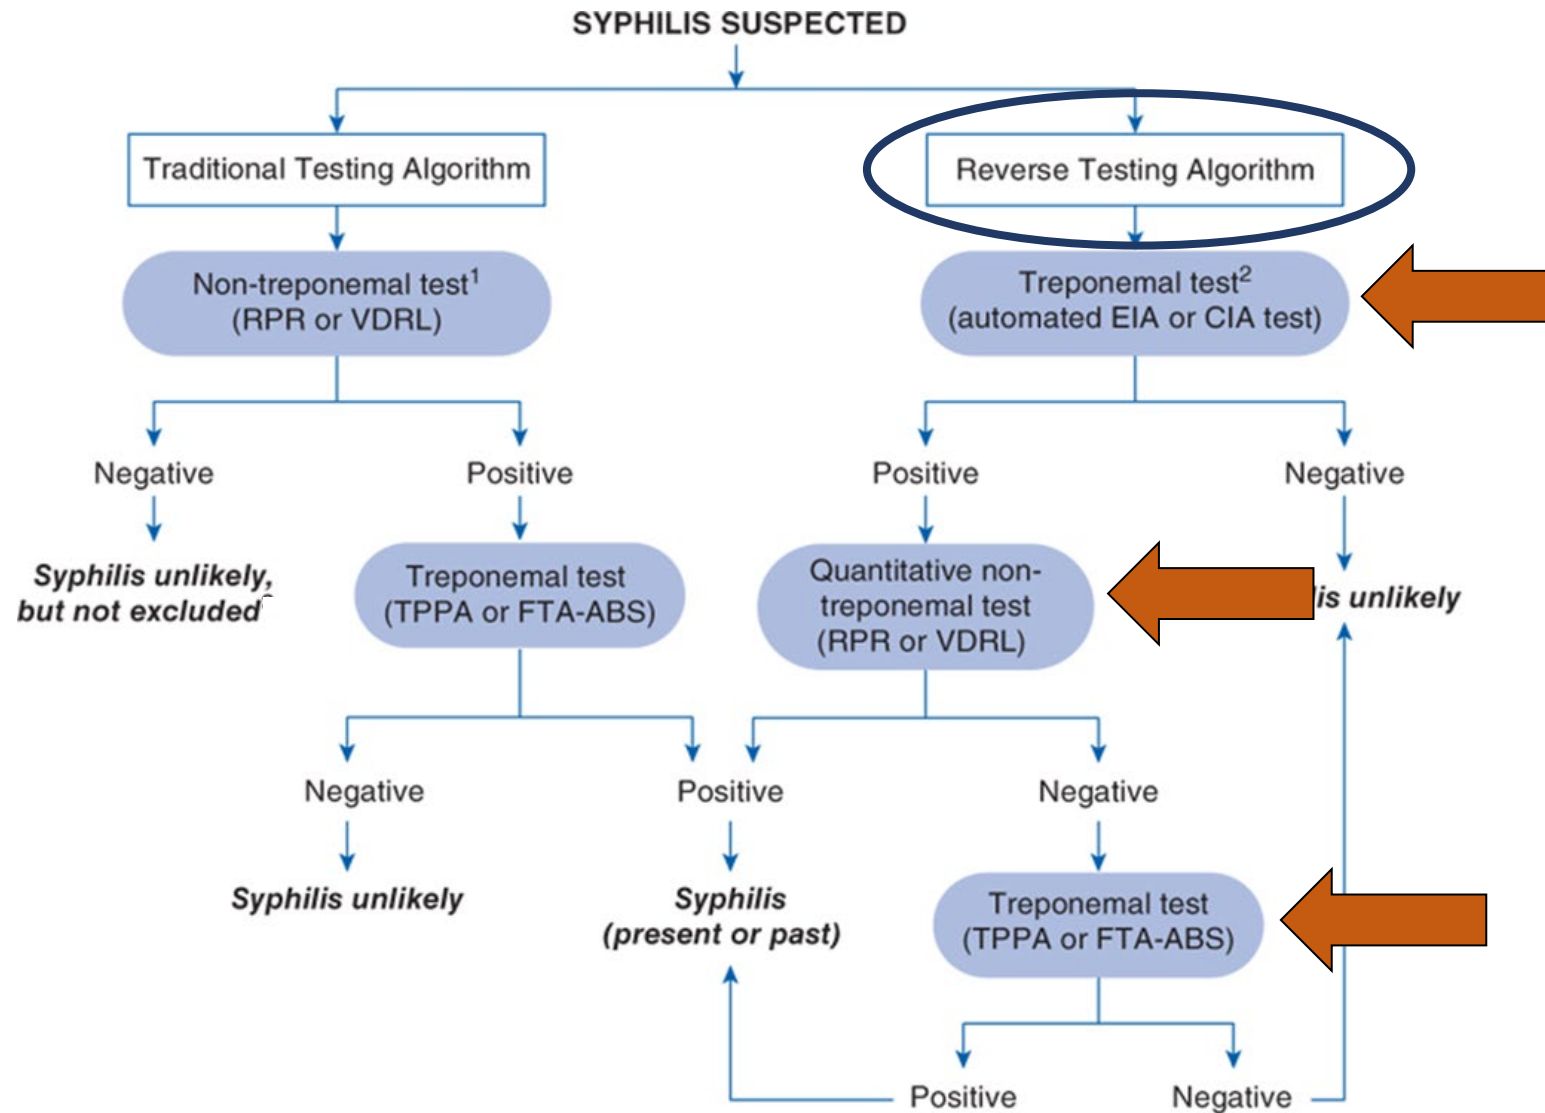 SYPHILIS SUSPECTED
Traditional Testing Algorithm
Reverse Testing Algorithm
Non-treponemal test¹
(RPR or VDRL)
Treponemal test²
(automated EIA or CIA test)
Negative
Positive
Positive
Negative
Syphilis unlikely,
but not excluded
Treponemal test
(TPPA or FTA-ABS)
Quantitative non-
treponemal test
(RPR or VDRL)
lis unlikely
Negative
Positive
Negative
Syphilis unlikely
Syphilis
(present or past)
Treponemal test
(TPPA or FTA-ABS)
Positive
Negative